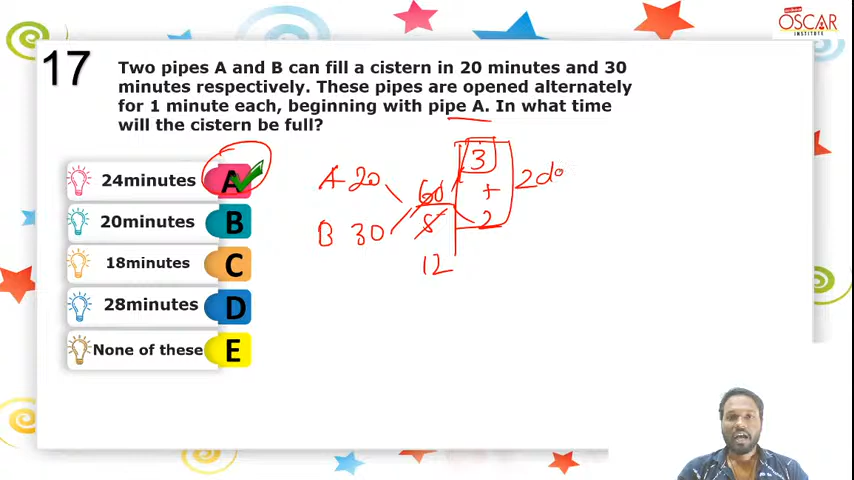 OSCAR
INSTITUTE
17
Two pipes A and B can fill a cistern in 20 minutes and 30
minutes respectively. These pipes are opened alternately
for 1 minute each, beginning with pipe A. In what time
will the cistern be full?
24minutes A
20minutes B
18minutes C
28minutes D
None of these E
A 20
B 30
60
5
12
3
+
2
2do